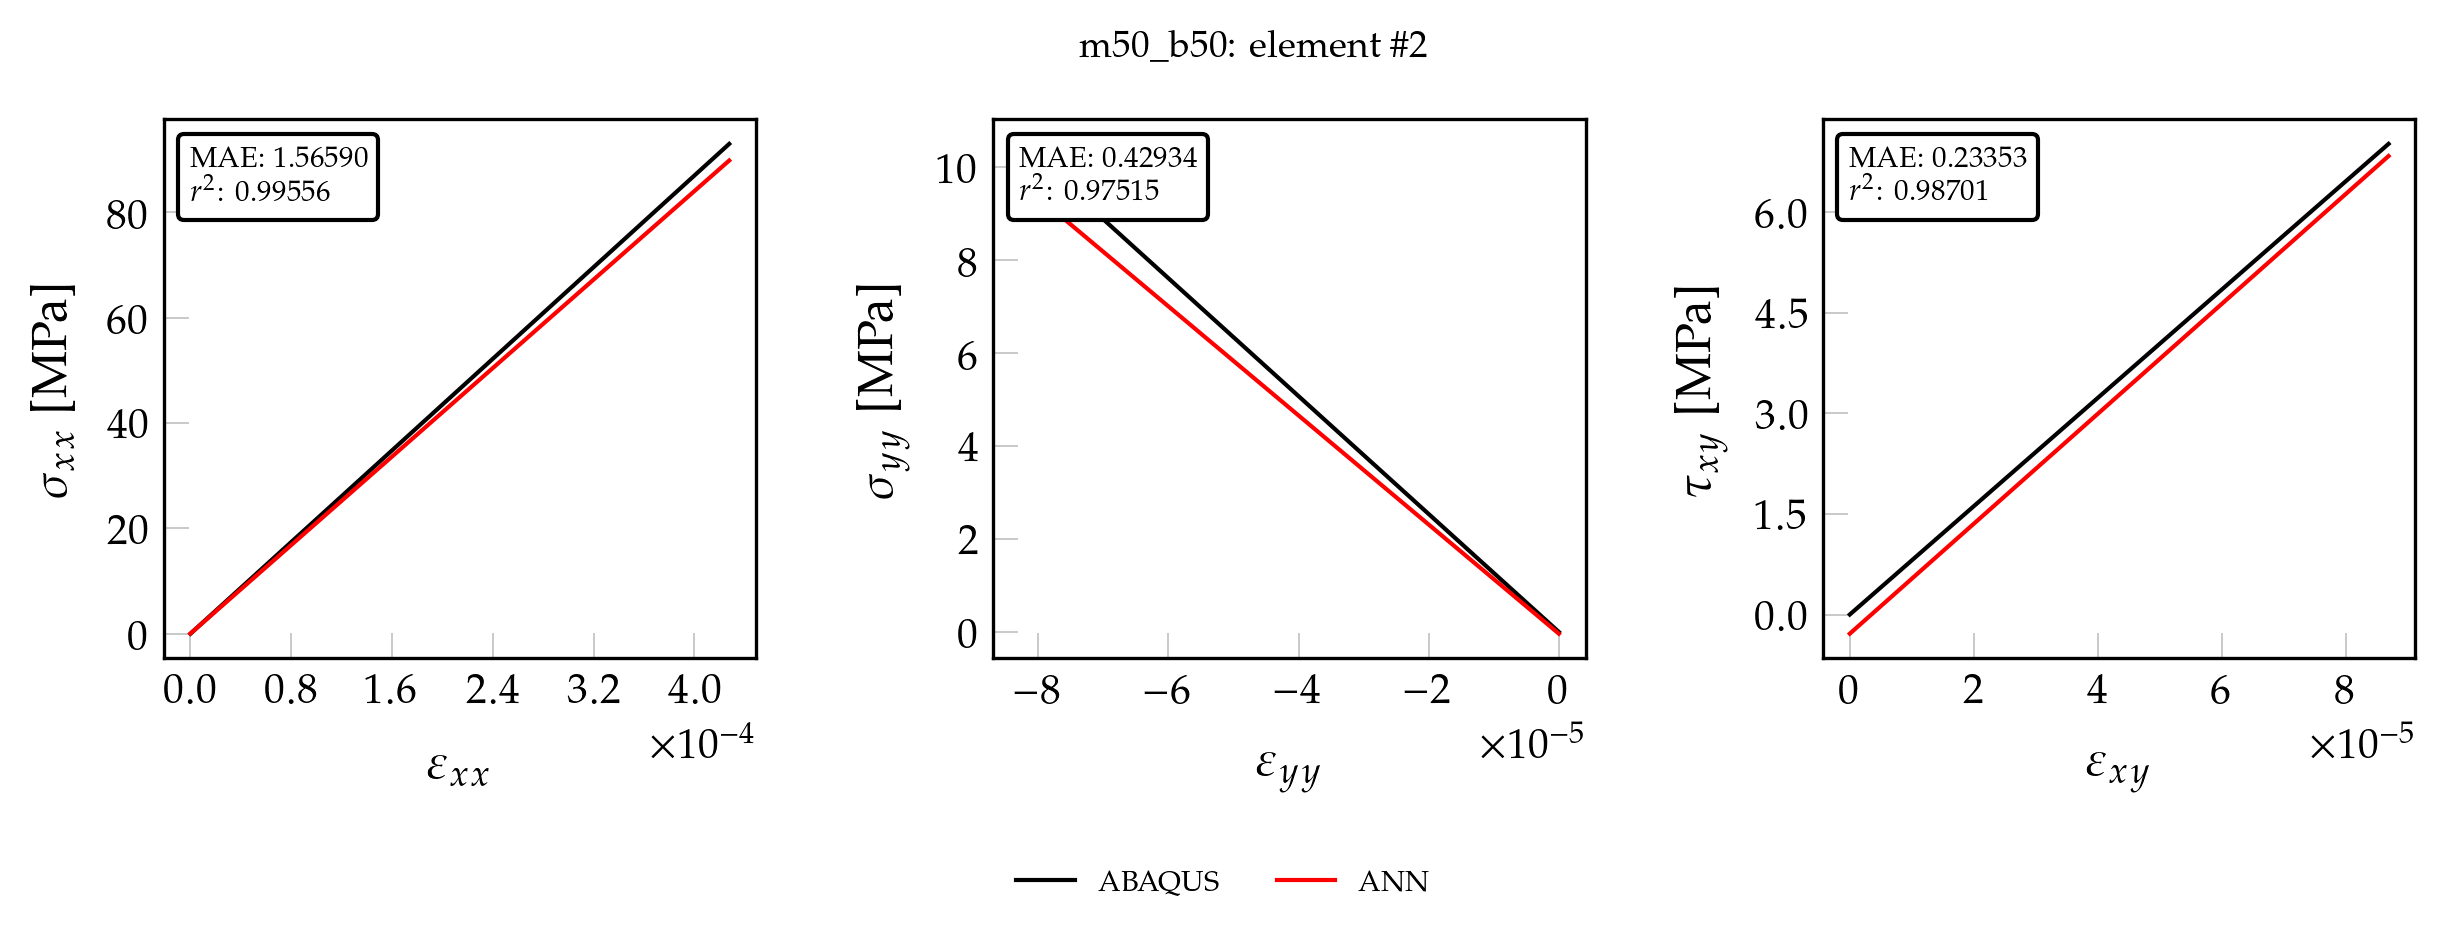 m50_b50: element #2
MAE: 1.56590
r²: 0.99556
80
60
40
20
0
σxx [MPa]
0.0 0.8 1.6 2.4 3.2 4.0
×10⁻⁴
εxx
MAE: 0.42934
r²: 0.97515
10
8
6
4
2
0
σyy [MPa]
−8 −6 −4 −2 0
×10⁻⁵
εyy
MAE: 0.23353
r²: 0.98701
6.0
4.5
3.0
1.5
0.0
τxy [MPa]
0 2 4 6 8
×10⁻⁵
εxy
ABAQUS ANN